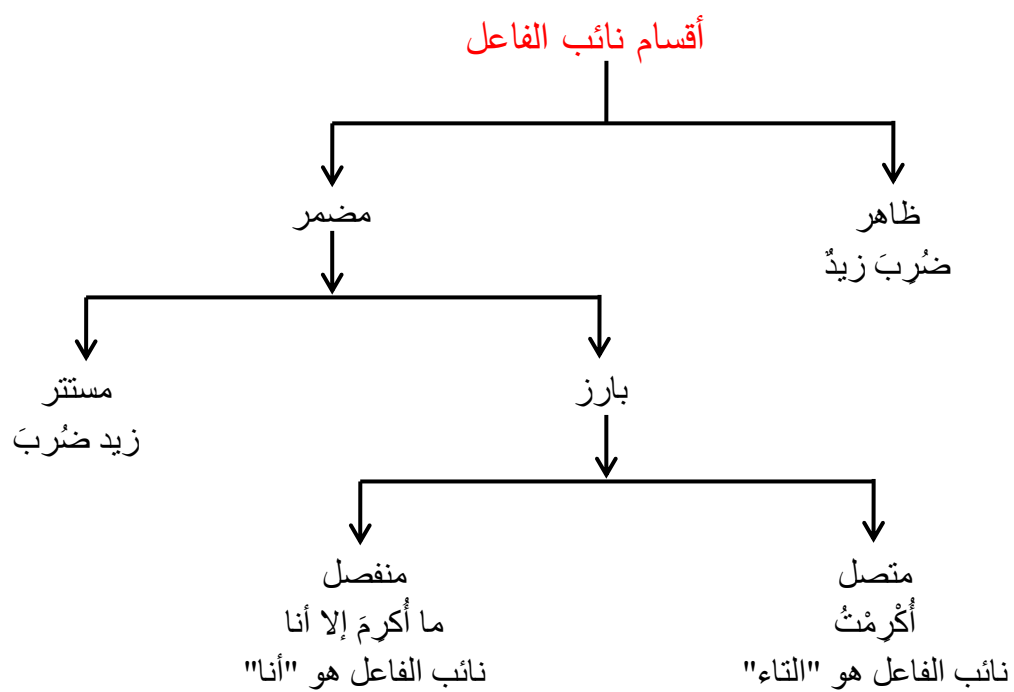 أقسام نائب الفاعل
ظاهر
ضُرِبَ زيدٌ
مضمر
بارز
متصل
أُكْرِمْتُ
نائب الفاعل هو "التاء"
منفصل
ما أُكرِمَ إلا أنا
نائب الفاعل هو "أنا"
مستتر
زيد ضُربَ